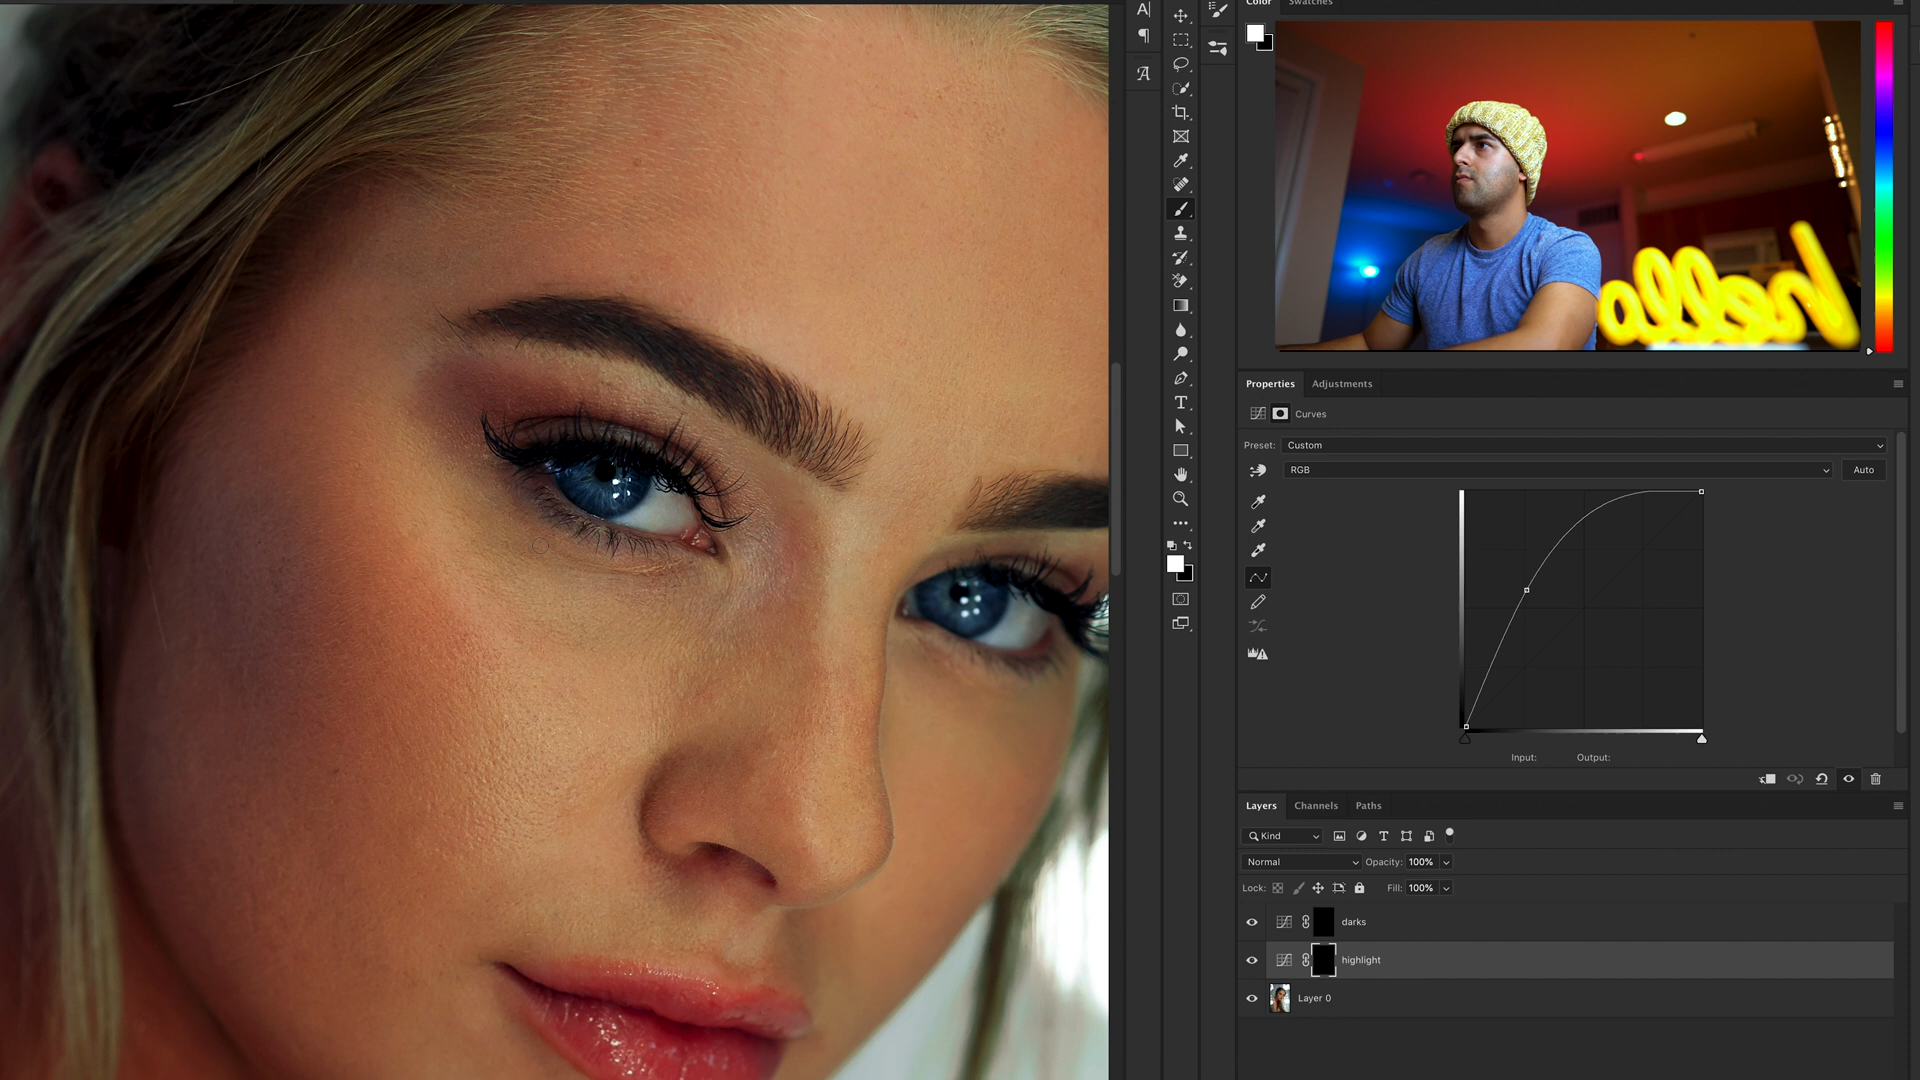 Color Swatches
hello
Properties Adjustments
Curves
Preset: Custom
RGB Auto
Input: Output:
Layers Channels Paths
Kind
Normal Opacity: 100%
Lock: Fill: 100%
darks
highlight
Layer 0